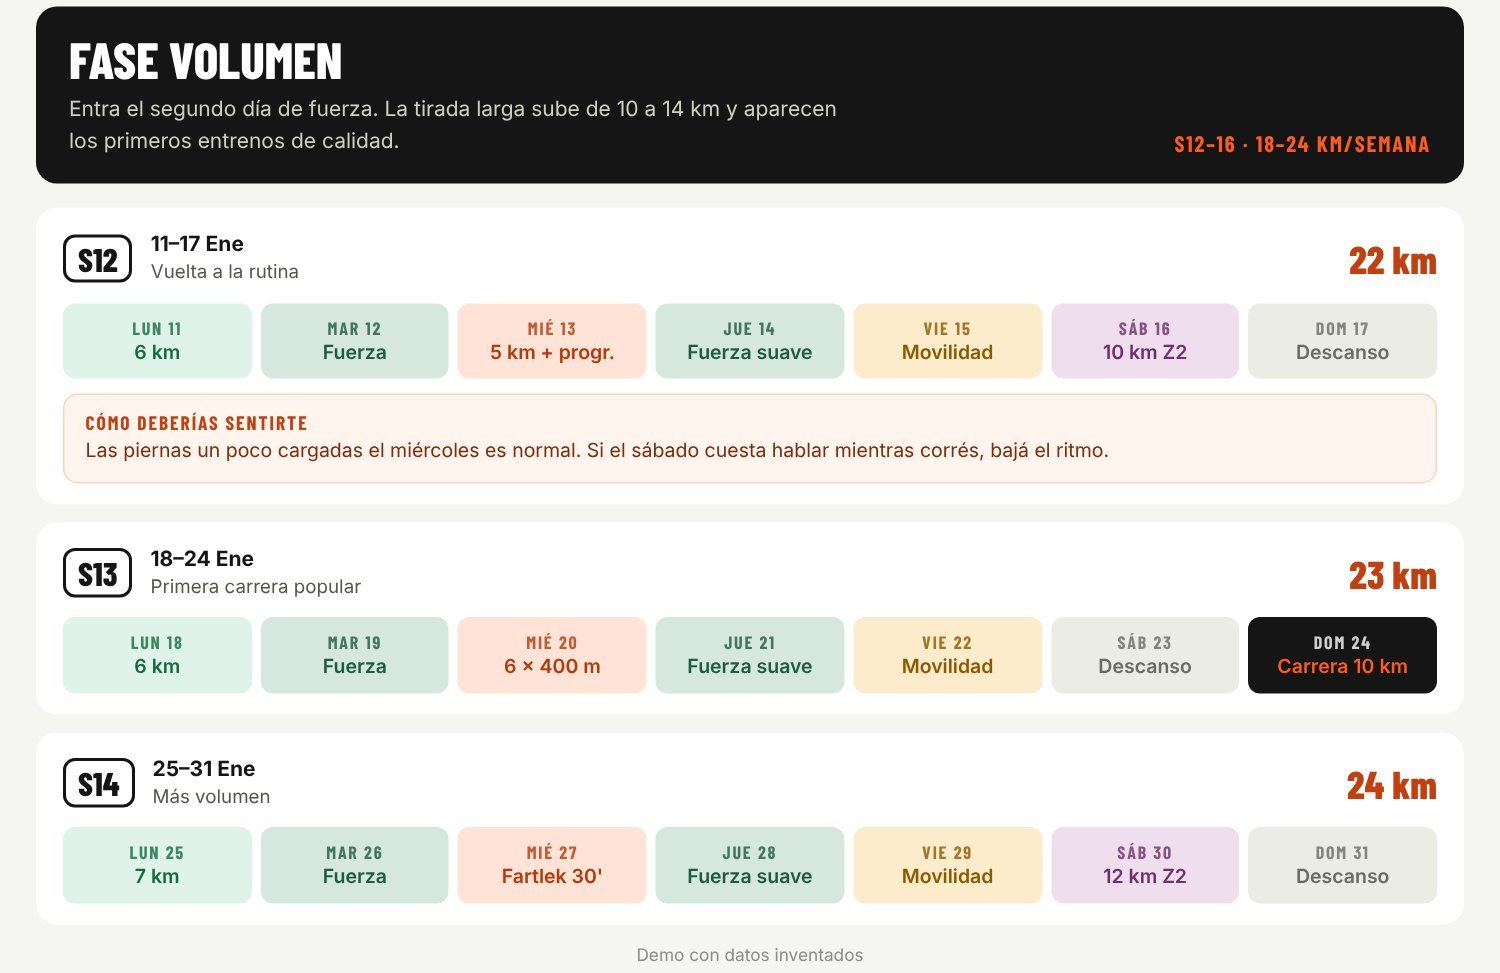 FASE VOLUMEN
Entra el segundo día de fuerza. La tirada larga sube de 10 a 14 km y aparecen
los primeros entrenos de calidad.
S12–16 · 18–24 KM/SEMANA
S12
11–17 Ene
Vuelta a la rutina
22 km
LUN 11
6 km
MAR 12
Fuerza
MIÉ 13
5 km + progr.
JUE 14
Fuerza suave
VIE 15
Movilidad
SÁB 16
10 km Z2
DOM 17
Descanso
CÓMO DEBERÍAS SENTIRTE
Las piernas un poco cargadas el miércoles es normal. Si el sábado cuesta hablar mientras corrés, bajá el ritmo.
S13
18–24 Ene
Primera carrera popular
23 km
LUN 18
6 km
MAR 19
Fuerza
MIÉ 20
6 × 400 m
JUE 21
Fuerza suave
VIE 22
Movilidad
SÁB 23
Descanso
DOM 24
Carrera 10 km
S14
25–31 Ene
Más volumen
24 km
LUN 25
7 km
MAR 26
Fuerza
MIÉ 27
Fartlek 30'
JUE 28
Fuerza suave
VIE 29
Movilidad
SÁB 30
12 km Z2
DOM 31
Descanso
Demo con datos inventados